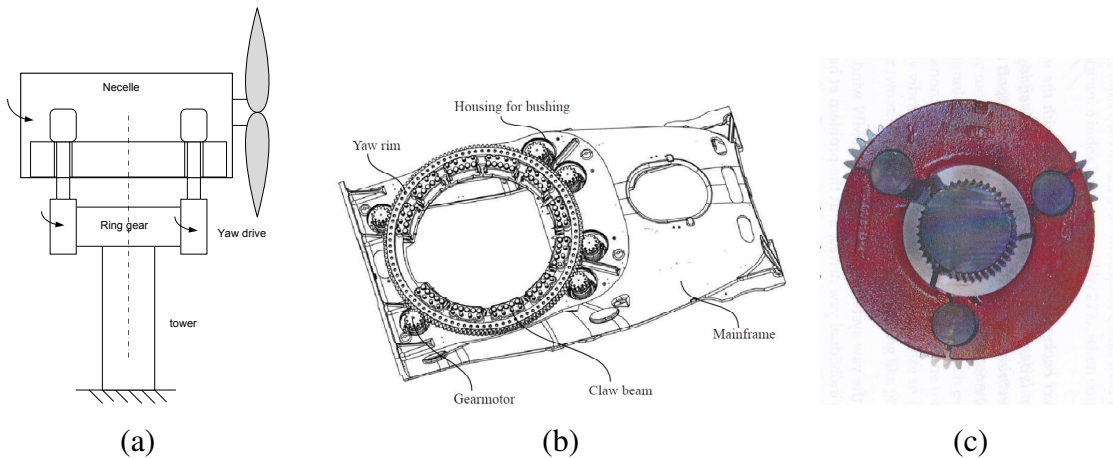 Necelle
Ring gear
Yaw drive
tower
(a)
Housing for bushing
Yaw rim
Mainframe
Claw beam
Gearmotor
(b)
(c)